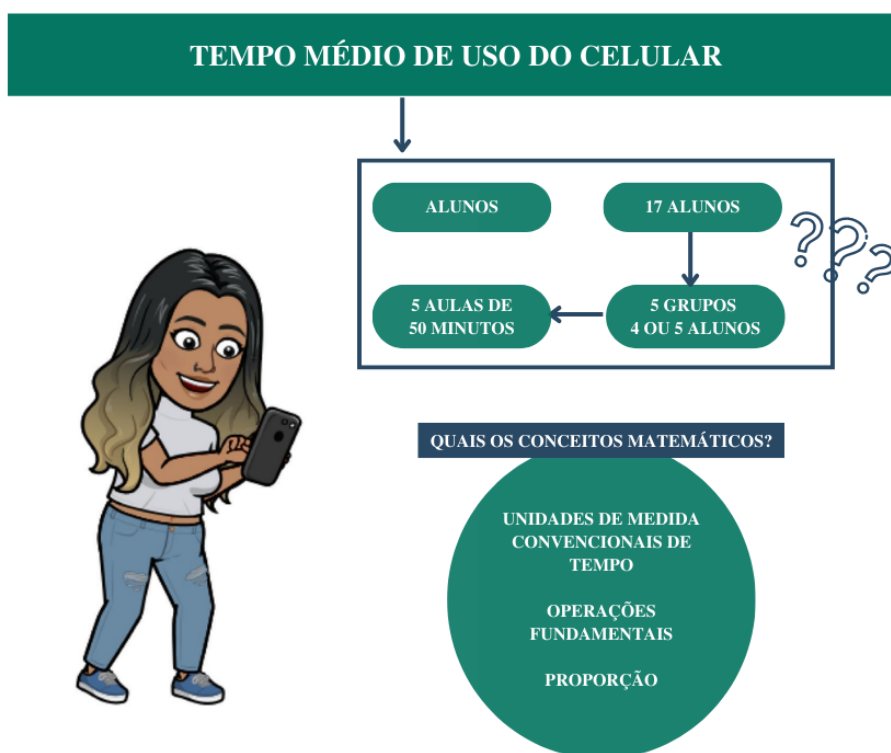 TEMPO MÉDIO DE USO DO CELULAR
ALUNOS
17 ALUNOS
5 AULAS DE
50 MINUTOS
5 GRUPOS
4 OU 5 ALUNOS
???
QUAIS OS CONCEITOS MATEMÁTICOS?
UNIDADES DE MEDIDA
CONVENCIONAIS DE
TEMPO
OPERAÇÕES
FUNDAMENTAIS
PROPORÇÃO